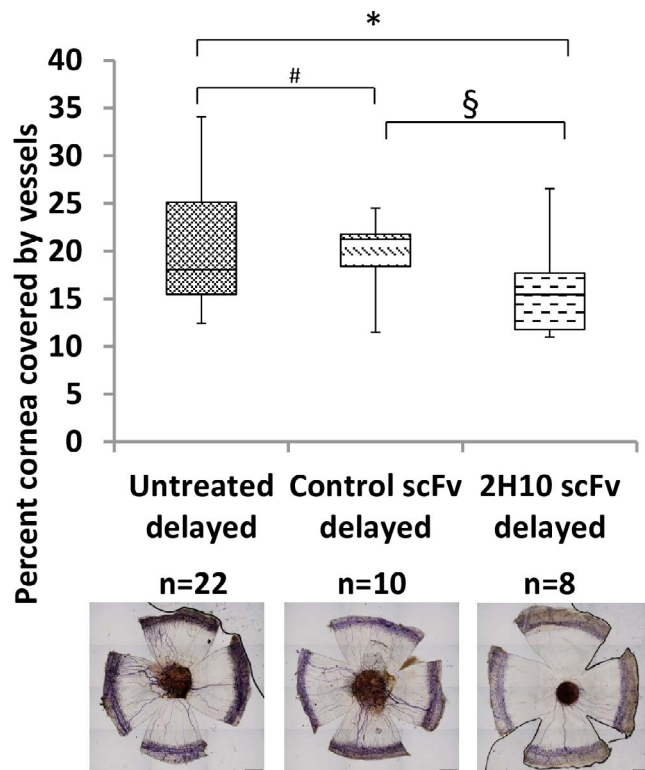 *
#
§
Percent cornea covered by vessels
40
35
30
25
20
15
10
5
0
Untreated delayed
Control scFv delayed
2H10 scFv delayed
n=22
n=10
n=8